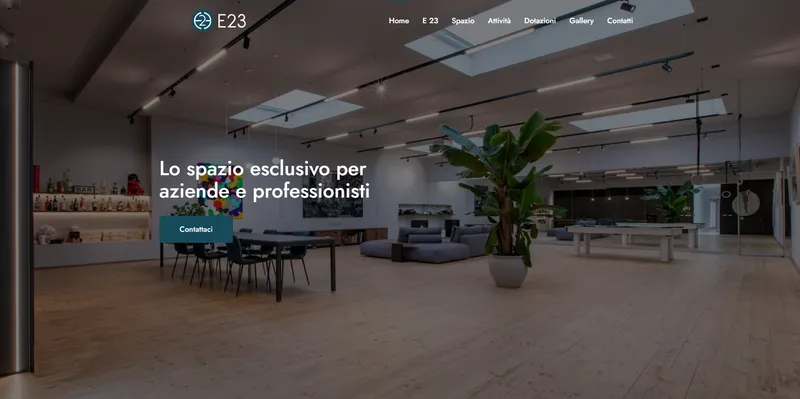 E23
Home
E 23
Spazio
Attività
Dotazioni
Gallery
Contatti
Lo spazio esclusivo per
aziende e professionisti
Contattaci